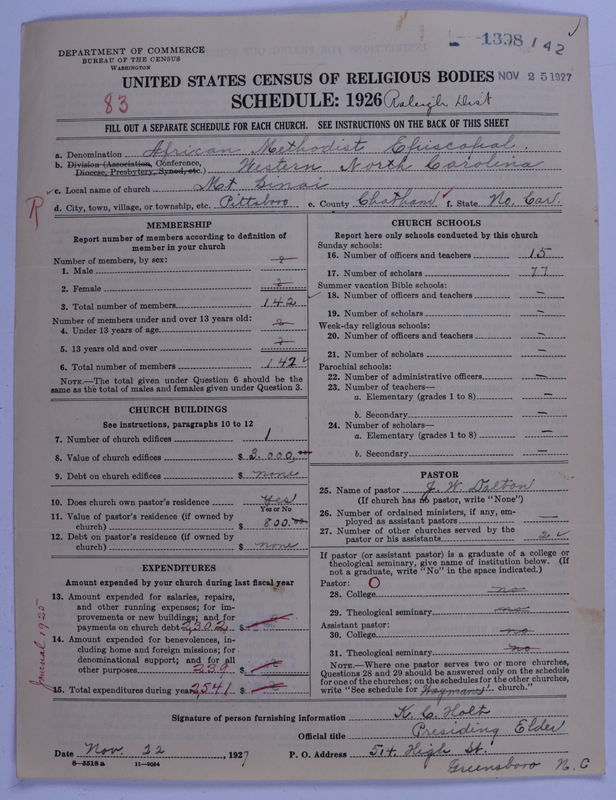 DEPARTMENT OF COMMERCE
BUREAU OF THE CENSUS
WASHINGTON
1-1398 142
UNITED STATES CENSUS OF RELIGIOUS BODIES NOV 25 1927
83
SCHEDULE: 1926 Raleigh Dist
FILL OUT A SEPARATE SCHEDULE FOR EACH CHURCH. SEE INSTRUCTIONS ON THE BACK OF THIS SHEET
a. Denomination African Methodist Episcopal.
b. Division (Association, Conference, Diocese, Presbytery, Synod, etc.) Western North Carolina
c. Local name of church Mt Sinai
R
d. City, town, village, or township, etc. Pittsboro e. County Chatham f. State No. Car.
MEMBERSHIP
Report number of members according to definition of
member in your church
Number of members, by sex: ?
1. Male
2. Female ?
3. Total number of members 142
Number of members under and over 13 years old:
4. Under 13 years of age ?
5. 13 years old and over ?
6. Total number of members 142
NOTE.—The total given under Question 6 should be
same as the total of males and females given under Question 3.
CHURCH BUILDINGS
See instructions, paragraphs 10 to 12
7. Number of church edifices 1
8. Value of church edifices $ 3,000.00
9. Debt on church edifices $ none
10. Does church own pastor's residence Yes
Yes or No
11. Value of pastor's residence (if owned by
church) $ 800.00
12. Debt on pastor's residence (if owned by
church) $ none
EXPENDITURES
Amount expended by your church during last fiscal year
13. Amount expended for salaries, repairs,
and other running expenses; for im-
provements or new buildings; and for
payments on church debt 2302 $
14. Amount expended for benevolences, in-
cluding home and foreign missions; for
denominational support; and for all
other purposes 239 $
15. Total expenditures during year 2541 $
Journal 1925
CHURCH SCHOOLS
Report here only schools conducted by this church
Sunday schools:
16. Number of officers and teachers 15
17. Number of scholars 77
Summer vacation Bible schools:
18. Number of officers and teachers —
19. Number of scholars —
Week-day religious schools:
20. Number of officers and teachers —
21. Number of scholars —
Parochial schools:
22. Number of administrative officers —
23. Number of teachers—
a. Elementary (grades 1 to 8) —
b. Secondary —
24. Number of scholars—
a. Elementary (grades 1 to 8) —
b. Secondary —
PASTOR
25. Name of pastor J. W. Dalton
(If church has no pastor, write "None")
26. Number of ordained ministers, if any, em-
ployed as assistant pastors —
27. Number of other churches served by the
pastor or his assistants 2
If pastor (or assistant pastor) is a graduate of a college or
theological seminary, give name of institution below. (If
not a graduate, write "No" in the space indicated.)
Pastor: O
28. College no
29. Theological seminary no
Assistant pastor:
30. College no
31. Theological seminary no
NOTE.—Where one pastor serves two or more churches,
Questions 28 and 29 should be answered only on the schedule
for one of the churches; on the schedules for the other churches,
write "See schedule for church."
Signature of person furnishing information K. C. Holt
Official title Presiding Elder
Date Nov. 22, 1927 P. O. Address 514 High St.
8—5518a 11—9024
Greensboro N. C